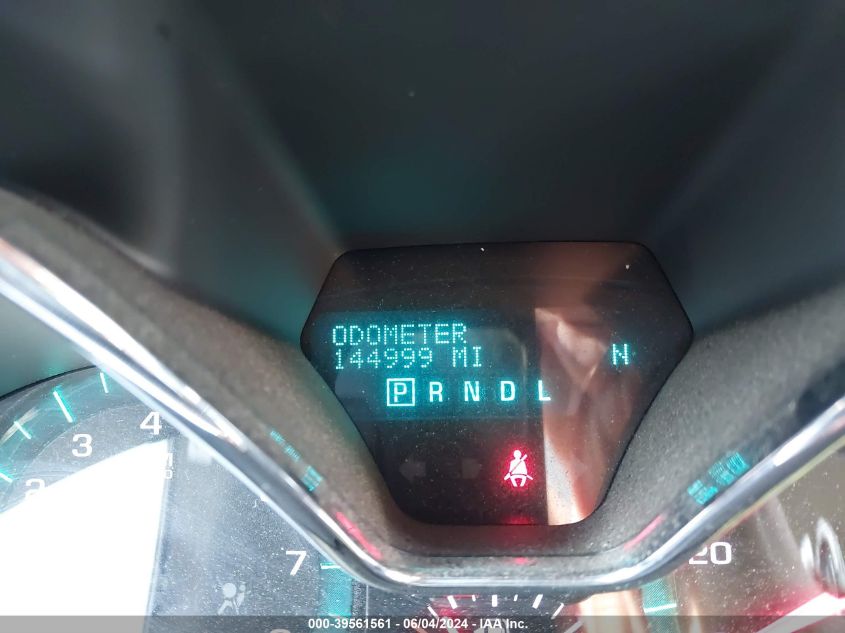 ODOMETER
144999 MI
N
P R N D L
4
3
2
7
20
000-39561561 - 06/04/2024 - IAA Inc.